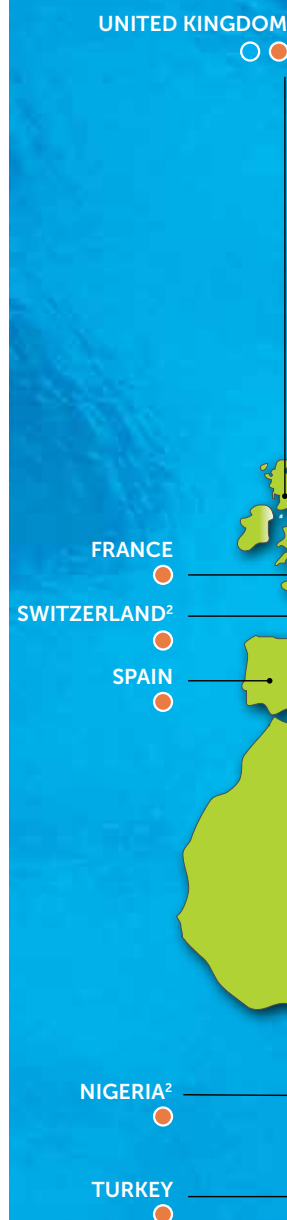 UNITED KINGDOM
FRANCE
SWITZERLAND²
SPAIN
NIGERIA²
TURKEY